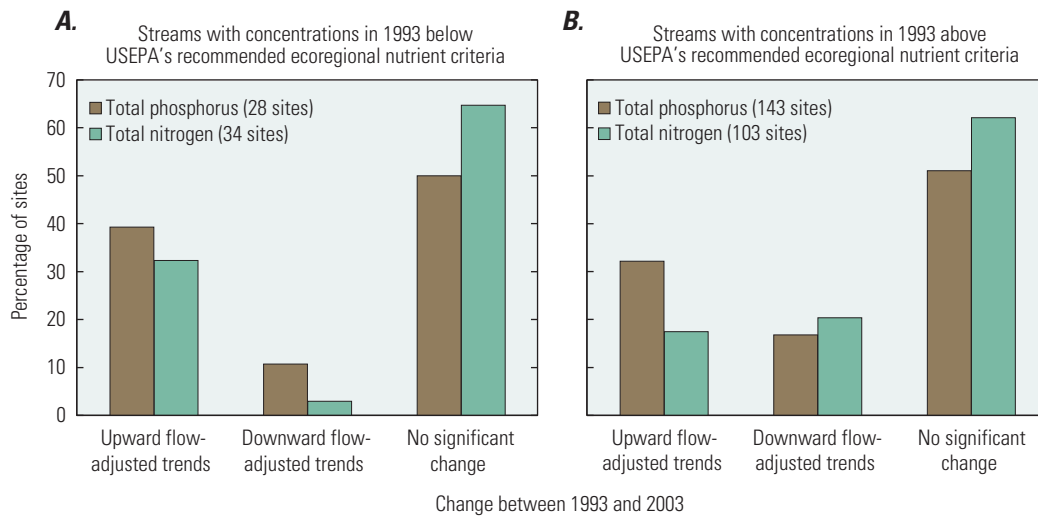 A.
Streams with concentrations in 1993 below
USEPA's recommended ecoregional nutrient criteria
Percentage of sites
70
60
50
40
30
20
10
0
Total phosphorus (28 sites)
Total nitrogen (34 sites)
Upward flow-
adjusted trends
Downward flow-
adjusted trends
No significant
change
B.
Streams with concentrations in 1993 above
USEPA's recommended ecoregional nutrient criteria
Total phosphorus (143 sites)
Total nitrogen (103 sites)
Upward flow-
adjusted trends
Downward flow-
adjusted trends
No significant
change
Change between 1993 and 2003